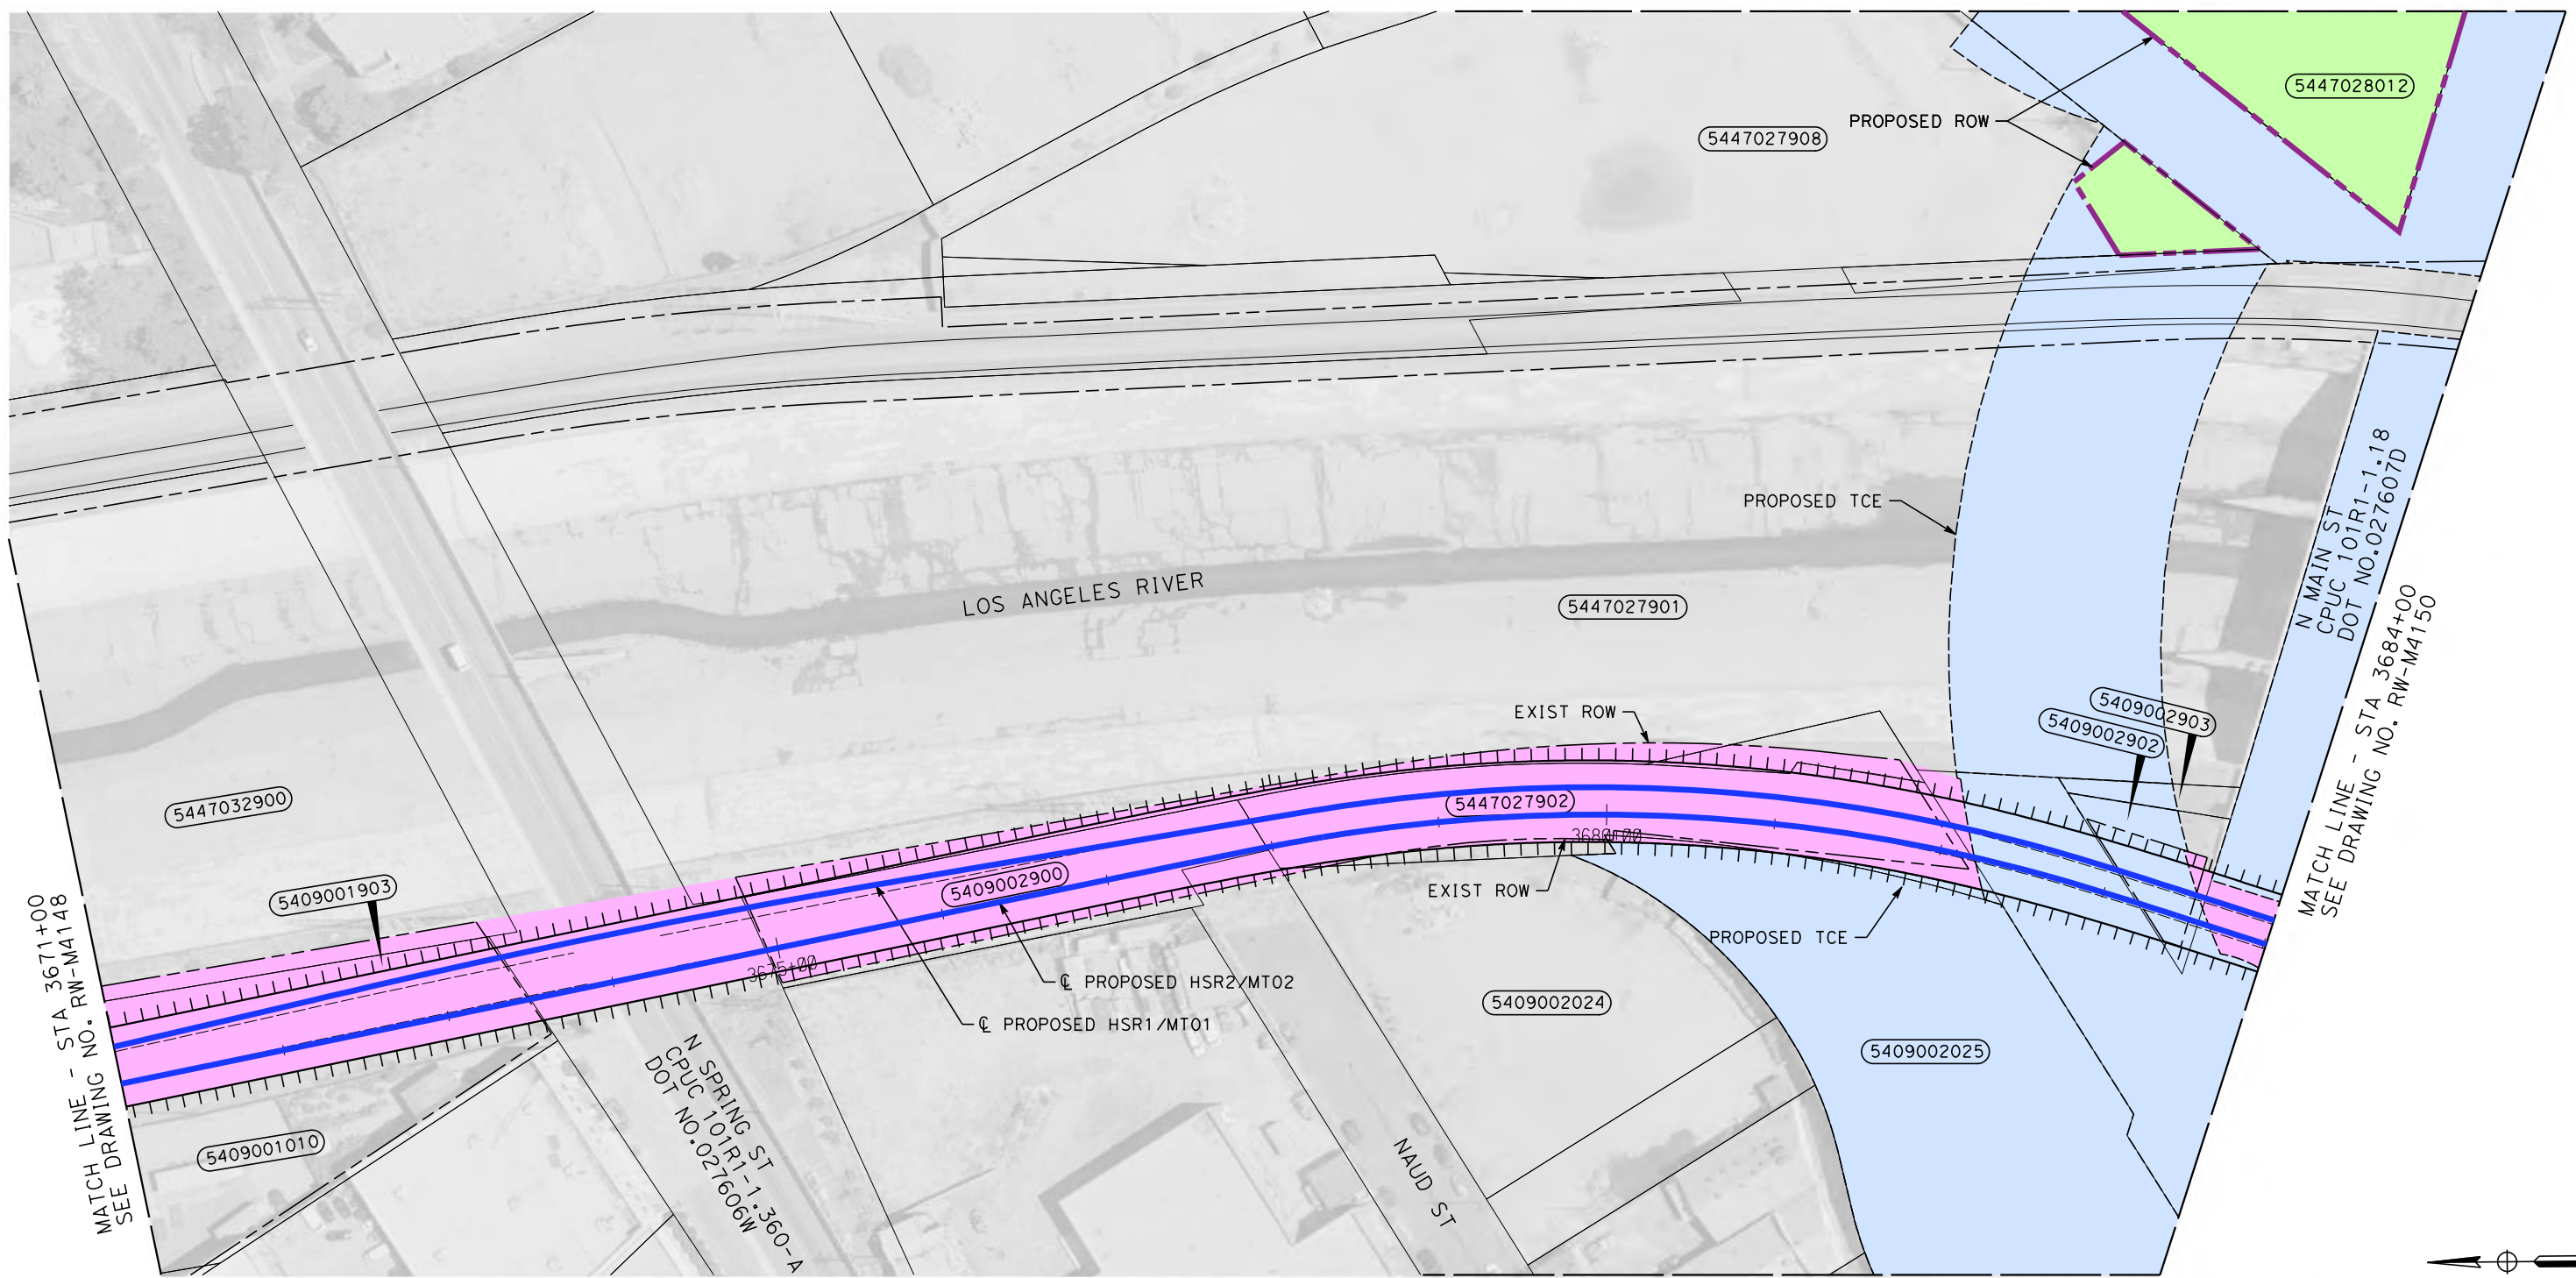 5447028012
PROPOSED ROW
5447027908
PROPOSED TCE
LOS ANGELES RIVER
5447027901
N MAIN ST
CPUC 101R1-1.18
DOT NO.027607D
MATCH LINE - STA 3684+00
SEE DRAWING NO. RW-M4150
5409002903
5409002902
EXIST ROW
5447032900
5447027902
3680+00
5409001903
5409002900
EXIST ROW
PROPOSED TCE
3675+00
℄ PROPOSED HSR2/MT02
℄ PROPOSED HSR1/MT01
5409002024
5409002025
MATCH LINE - STA 3671+00
SEE DRAWING NO. RW-M4148
5409001010
N SPRING ST
CPUC 101R1-1.360-A
DOT NO.027606W
NAUD ST